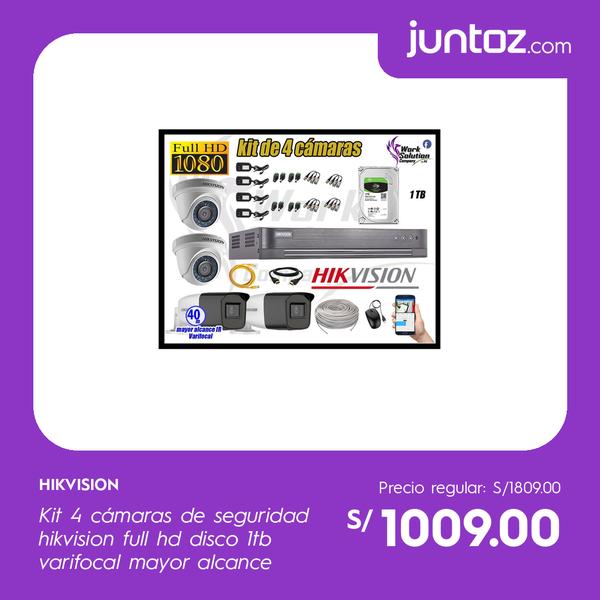 juntoz.com
Full HD
1080
kit de 4 cámaras
Work
Solution
Company
1 TB
HIKVISION
40
mayor alcance IR
Varifocal
HIKVISION
Kit 4 cámaras de seguridad
hikvision full hd disco 1tb
varifocal mayor alcance
Precio regular: S/1809.00
S/ 1009.00